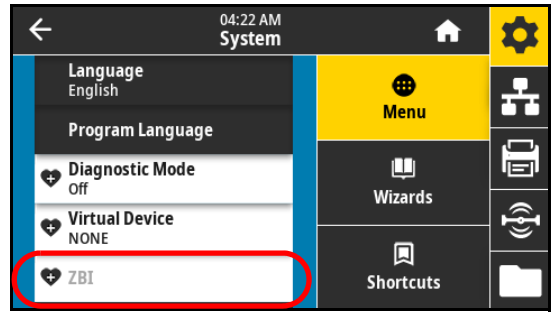 04:22 AM
System
Language
English
Program Language
Diagnostic Mode
Off
Virtual Device
NONE
ZBI
Menu
Wizards
Shortcuts